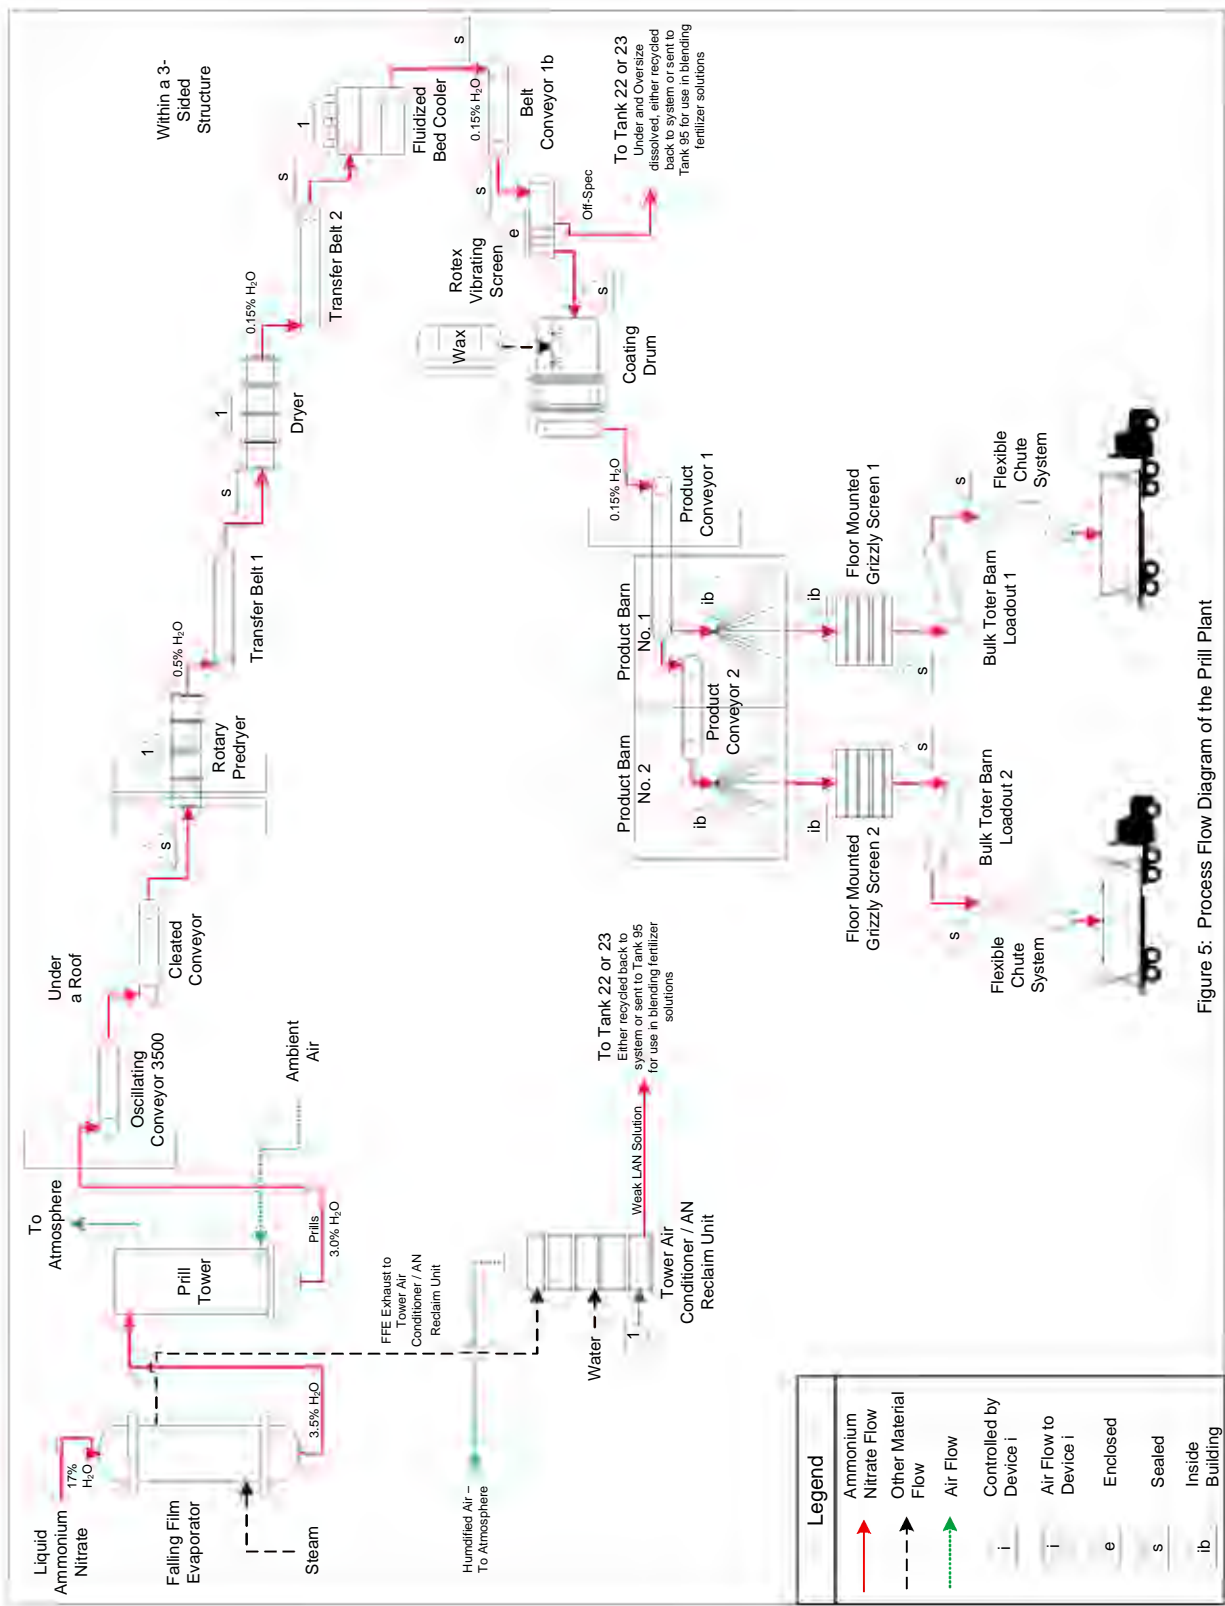 Liquid
Ammonium
Nitrate
17%
H₂O
Falling Film
Evaporator
Steam
3.5% H₂O
To
Atmosphere
Prill
Tower
Prills
3.0% H₂O
Ambient
Air
FFE Exhaust to
Tower Air
Conditioner / AN
Reclaim Unit
Humdified Air –
To Atmosphere
Water
1
Tower Air
Conditioner / AN
Reclaim Unit
Weak LAN Solution
To Tank 22 or 23
Either recycled back to
system or sent to Tank 95
for use in blending fertilizer
solutions
Under
a Roof
Oscillating
Conveyor 3500
Cleated
Conveyor
s
1
Rotary
Predryer
0.5% H₂O
Transfer Belt 1
s
1
Dryer
0.15% H₂O
Transfer Belt 2
s
Within a 3-
Sided
Structure
1
Fluidized
Bed Cooler
s
0.15% H₂O
Belt
Conveyor 1b
s
e
Rotex
Vibrating
Screen
Off-Spec
To Tank 22 or 23
Under and Oversize
dissolved, either recycled
back to system or sent to
Tank 95 for use in blending
fertilizer solutions
s
Wax
Coating
Drum
0.15% H₂O
Product
Conveyor 1
Product Barn
No. 1
ib
Product
Conveyor 2
Product Barn
No. 2
ib
ib
Floor Mounted
Grizzly Screen 1
s
Bulk Toter Barn
Loadout 1
s
Flexible
Chute
System
ib
Floor Mounted
Grizzly Screen 2
s
Bulk Toter Barn
Loadout 2
s
Flexible
Chute
System
Legend
Ammonium
Nitrate Flow
Other Material
Flow
Air Flow
i
Controlled by
Device i
i
Air Flow to
Device i
e
Enclosed
s
Sealed
ib
Inside
Building
Figure 5: Process Flow Diagram of the Prill Plant